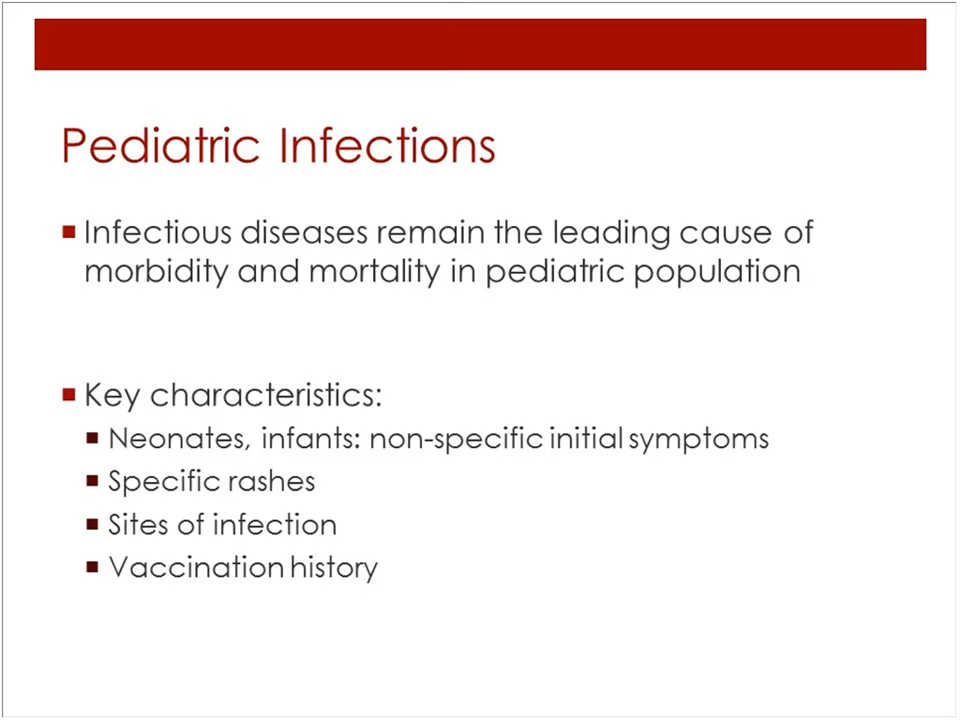 Pediatric Infections
Infectious diseases remain the leading cause of
morbidity and mortality in pediatric population
Key characteristics:
Neonates, infants: non-specific initial symptoms
Specific rashes
Sites of infection
Vaccination history